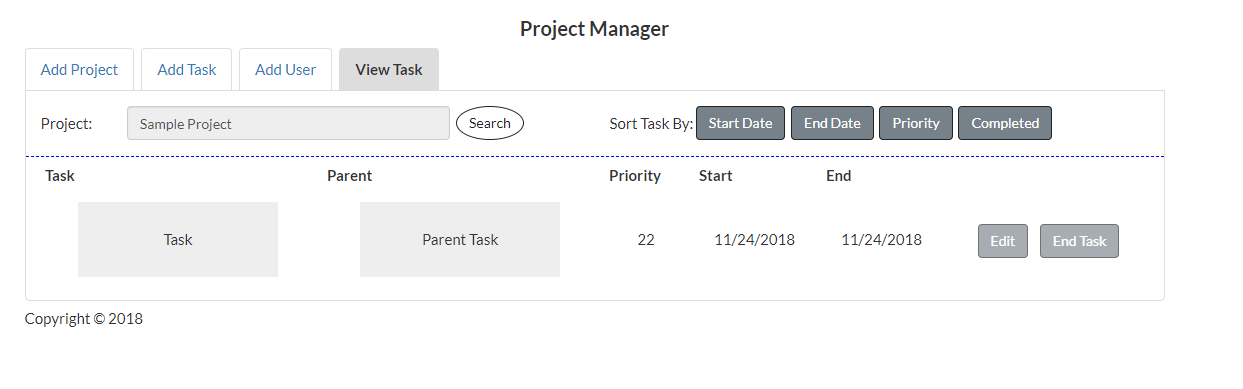 Project Manager
Add Project Add Task Add User View Task
Project: Sample Project Search Sort Task By: Start Date End Date Priority Completed
Task Parent Priority Start End
Task Parent Task 22 11/24/2018 11/24/2018 Edit End Task
Copyright © 2018